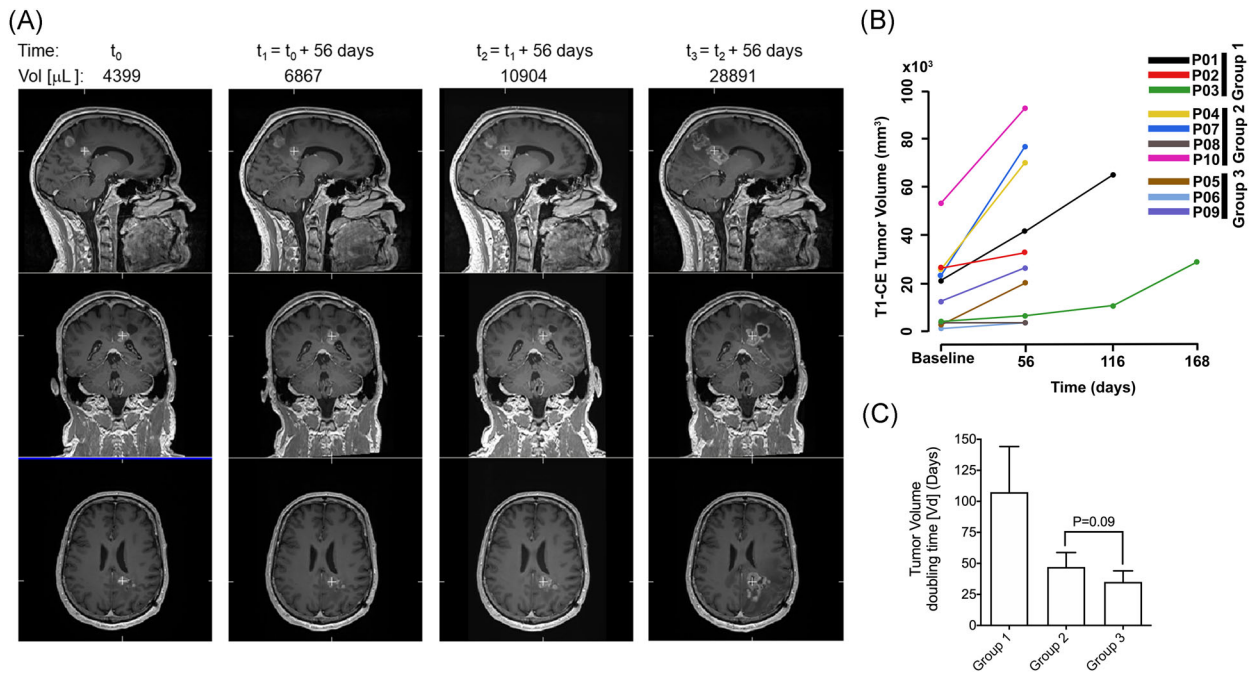 (A)
Time: t0 t1 = t0 + 56 days t2 = t1 + 56 days t3 = t2 + 56 days
Vol [μL ]: 4399 6867 10904 28891
(B)
x10³
T1-CE Tumor Volume (mm³)
100
80
60
40
20
0
Baseline 56 116 168
Time (days)
P01
P02
P03
Group 1
P04
P07
P08
P10
Group 2
P05
P06
P09
Group 3
(C)
Tumor Volume
doubling time [Vd] (Days)
150
125
100
75
50
25
0
P=0.09
Group 1 Group 2 Group 3